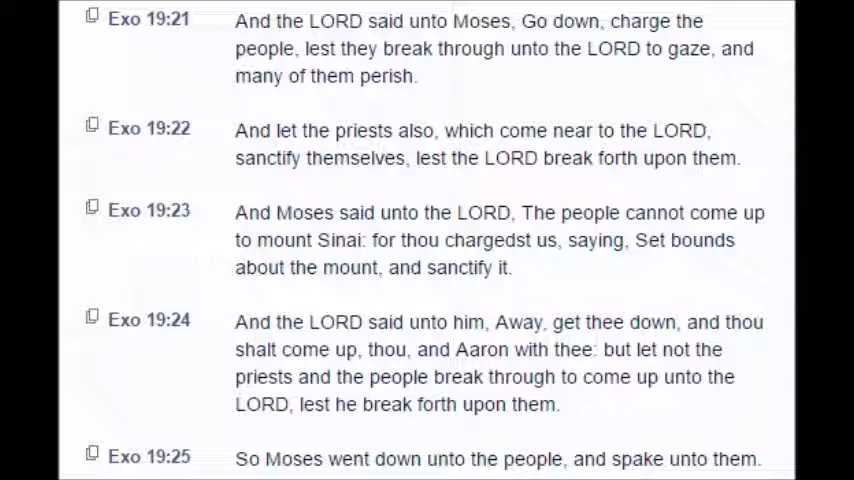 Exo 19:21 And the LORD said unto Moses, Go down, charge the
people, lest they break through unto the LORD to gaze, and
many of them perish.
Exo 19:22 And let the priests also, which come near to the LORD,
sanctify themselves, lest the LORD break forth upon them.
Exo 19:23 And Moses said unto the LORD, The people cannot come up
to mount Sinai: for thou chargedst us, saying, Set bounds
about the mount, and sanctify it.
Exo 19:24 And the LORD said unto him, Away, get thee down, and thou
shalt come up, thou, and Aaron with thee: but let not the
priests and the people break through to come up unto the
LORD, lest he break forth upon them.
Exo 19:25 So Moses went down unto the people, and spake unto them.